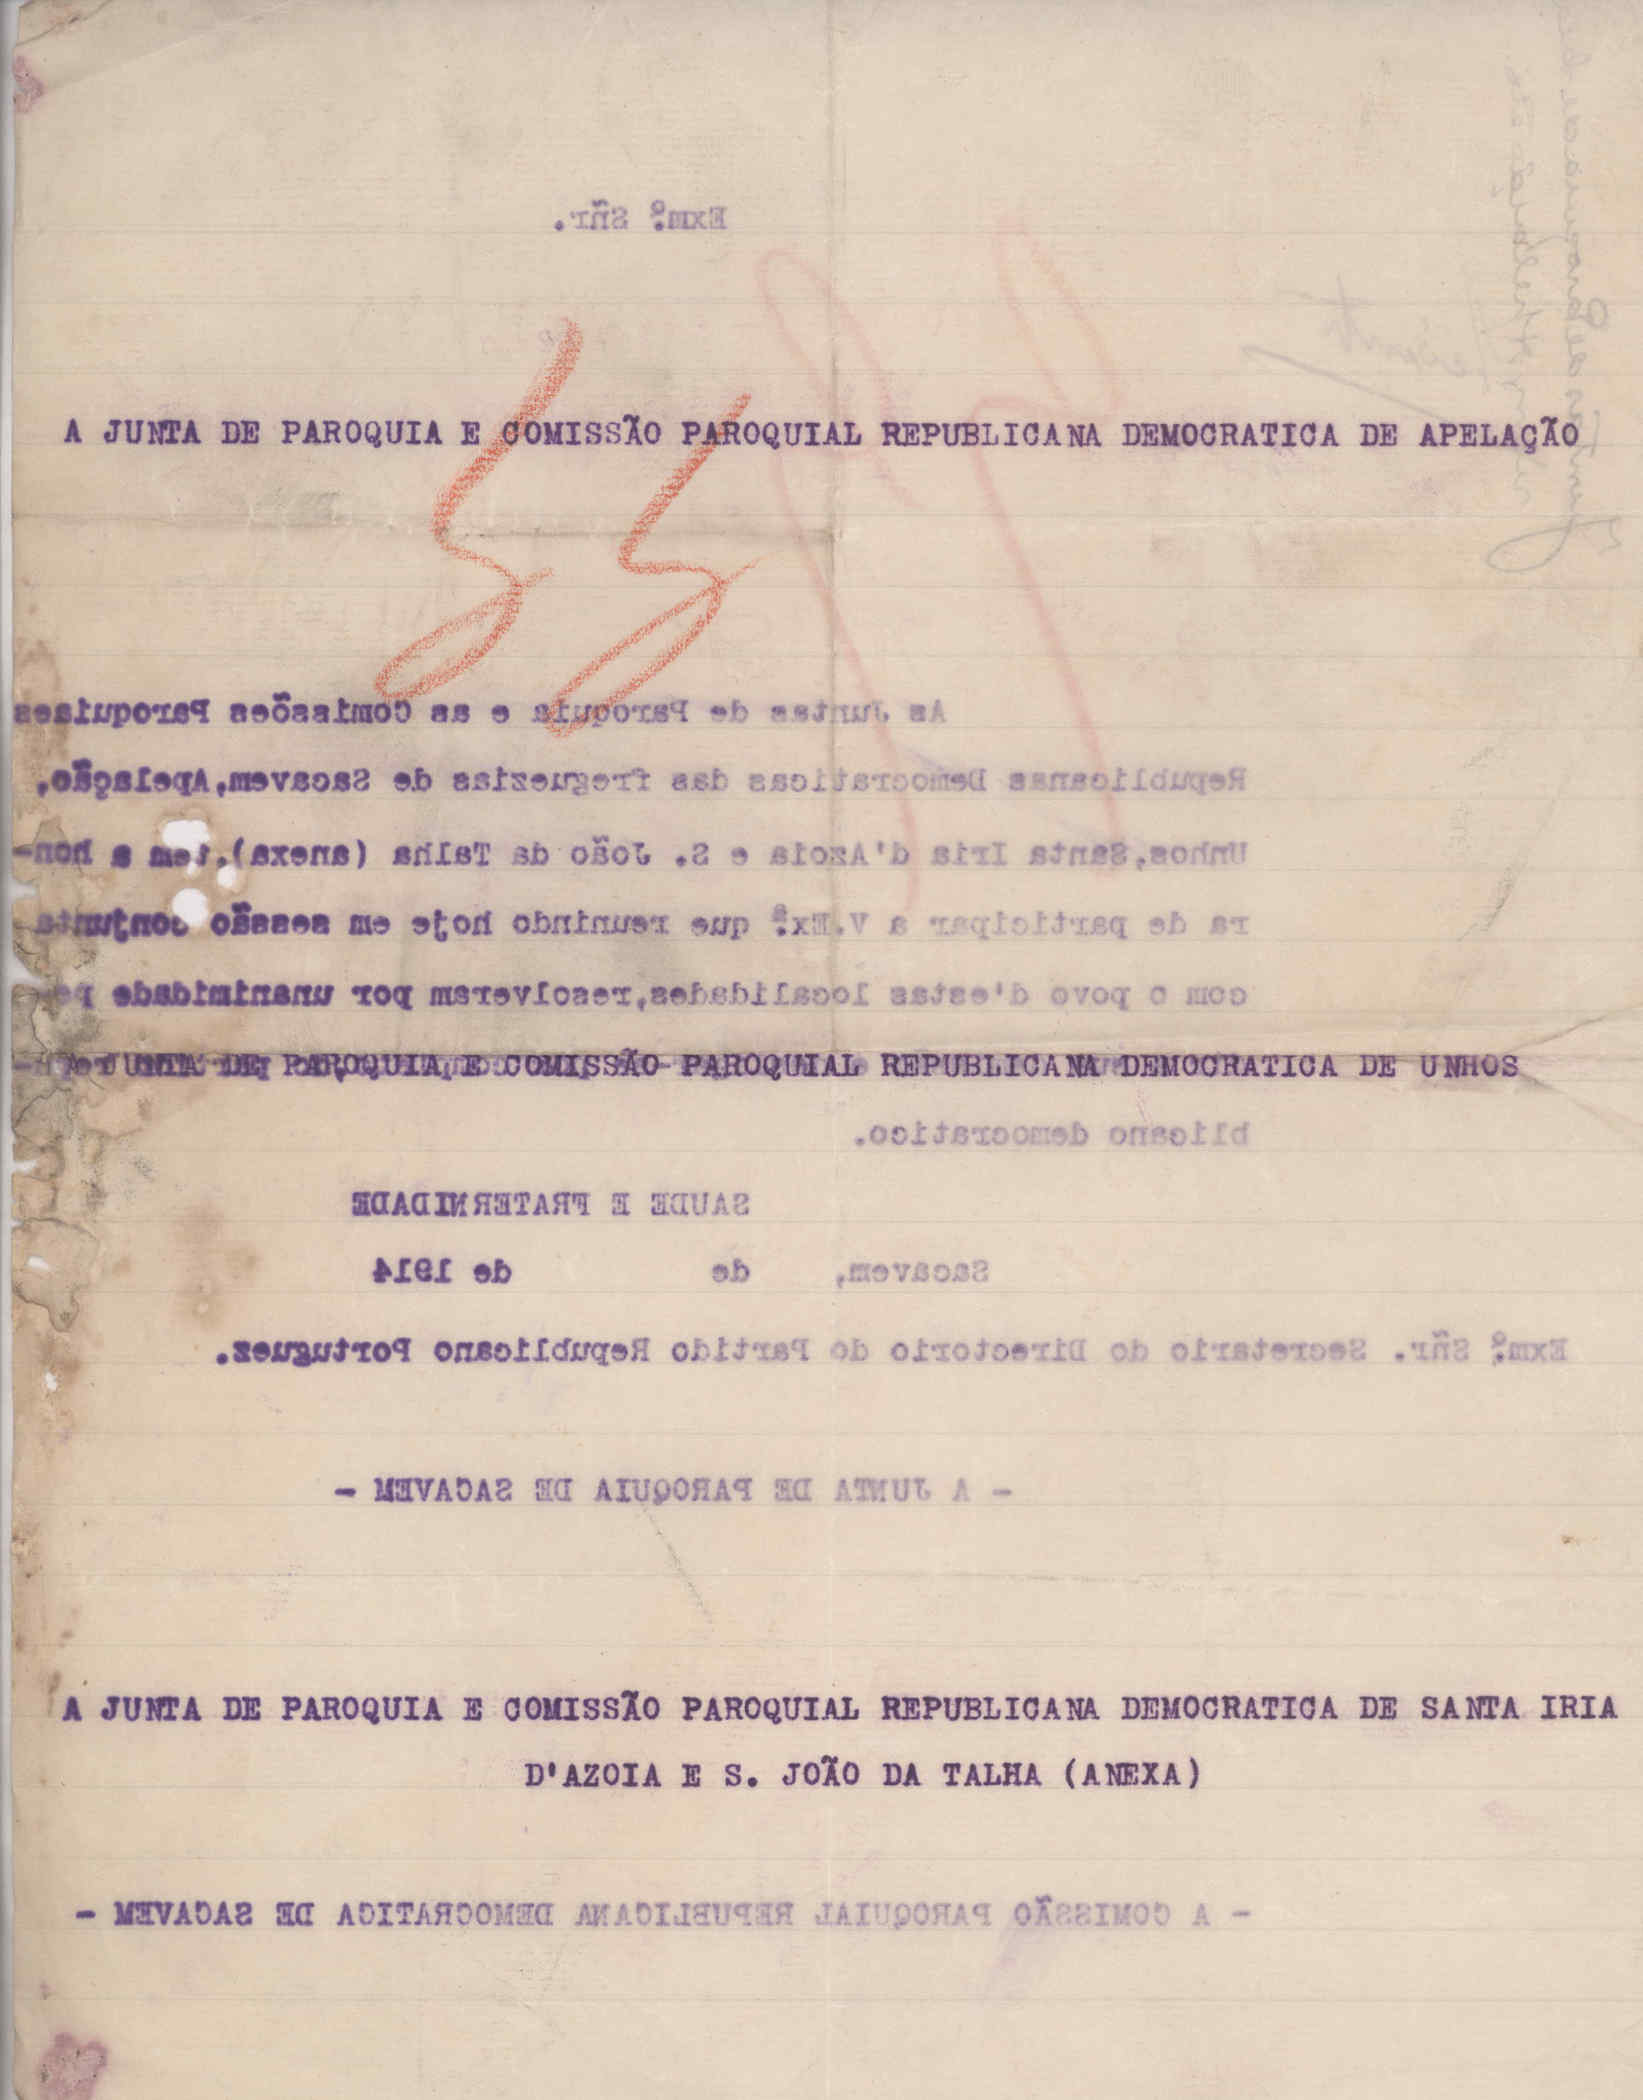 Exmº. Sñr.
A JUNTA DE PAROQUIA E COMISSÃO PAROQUIAL REPUBLICANA DEMOCRATICA DE APELAÇÃO
55
As Juntas de Paroquia e as Comissões Paroquiaes
Republicanas Democraticas das freguezias de Sacavem,Apelação,
Unhos,Santa Iria d'Azoia e S. João da Talha (anexa).tem a hon-
ra de participar a V.Exª. que reunindo hoje em sessão conjunta
com o povo d'estas localidades,resolveram por unanimidade
A JUNTA DE PAROQUIA E COMISSÃO PAROQUIAL REPUBLICANA DEMOCRATICA DE UNHOS
blicano democratico.
SAUDE E FRATERNIDADE
Sacavem, de de 1914
Exmº. Sñr. Secretario do Directorio do Partido Republicano Portuguez.
- A JUNTA DE PAROQUIA DE SACAVEM -
A JUNTA DE PAROQUIA E COMISSÃO PAROQUIAL REPUBLICANA DEMOCRATICA DE SANTA IRIA
D'AZOIA E S. JOÃO DA TALHA (ANEXA)
- A COMISSÃO PAROQUIAL REPUBLICANA DEMOCRATICA DE SACAVEM -